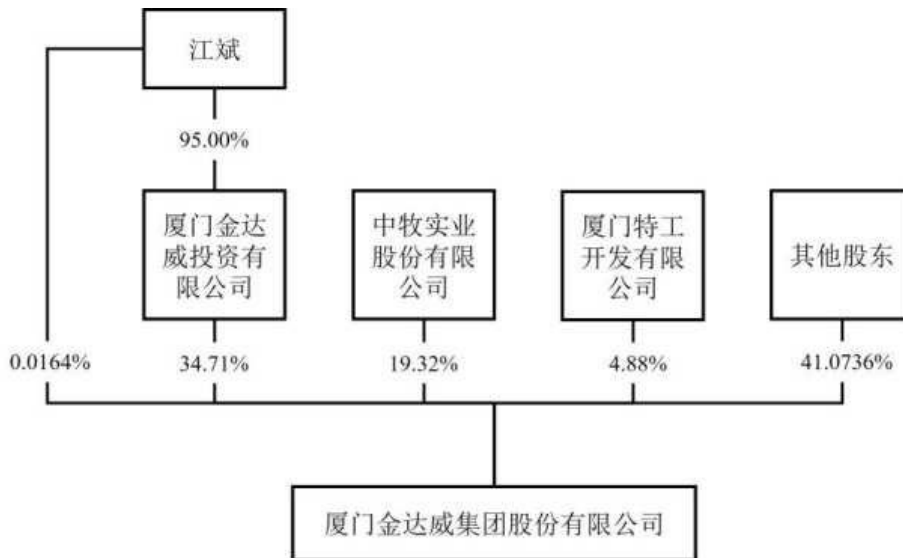 江斌
95.00%
厦门金达
威投资有
限公司
中牧实业
股份有限
公司
厦门特工
开发有限
公司
其他股东
0.0164%
34.71%
19.32%
4.88%
41.0736%
厦门金达威集团股份有限公司